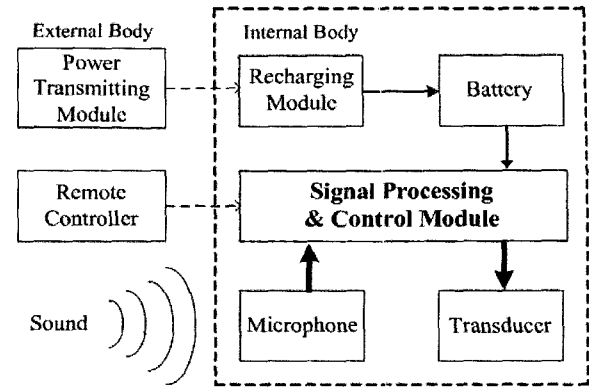 External Body
Internal Body
Power
Transmitting
Module
Recharging
Module
Battery
Remote
Controller
Signal Processing
& Control Module
Sound
Microphone
Transducer